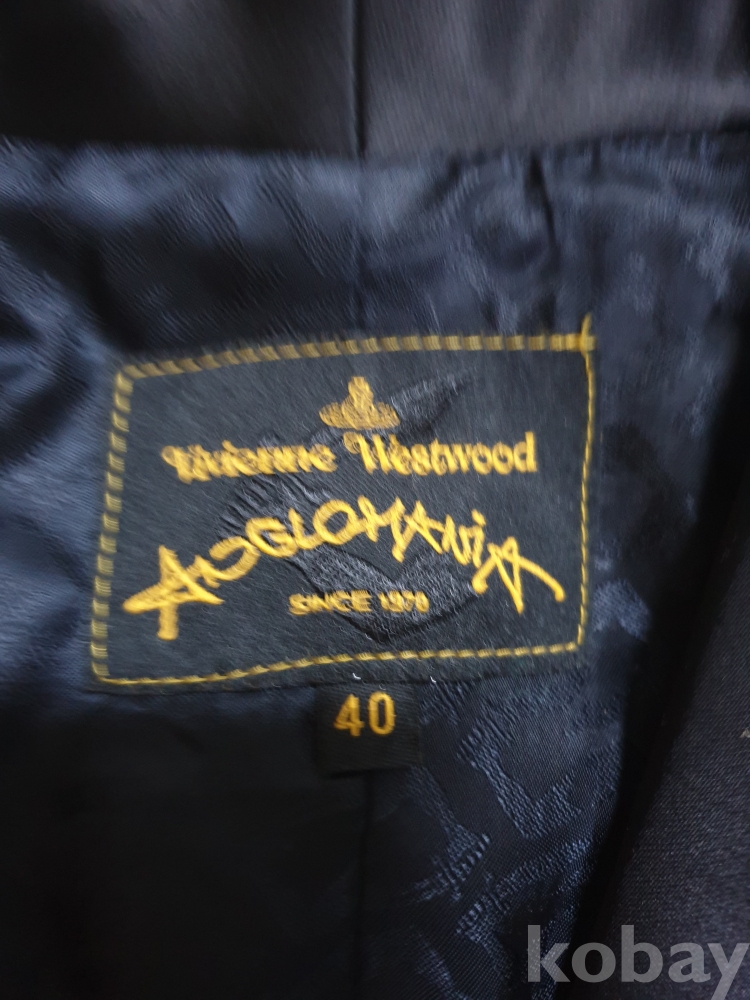 Vivienne Westwood
ANGLOMANIA
SINCE 1970
40
kobay